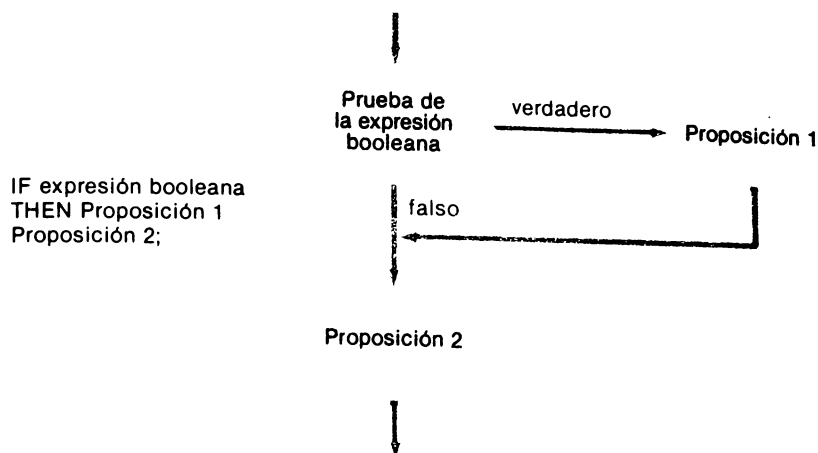 Prueba de
la expresión
booleana
verdadero
Proposición 1
IF expresión booleana
THEN Proposición 1
Proposición 2;
falso
Proposición 2